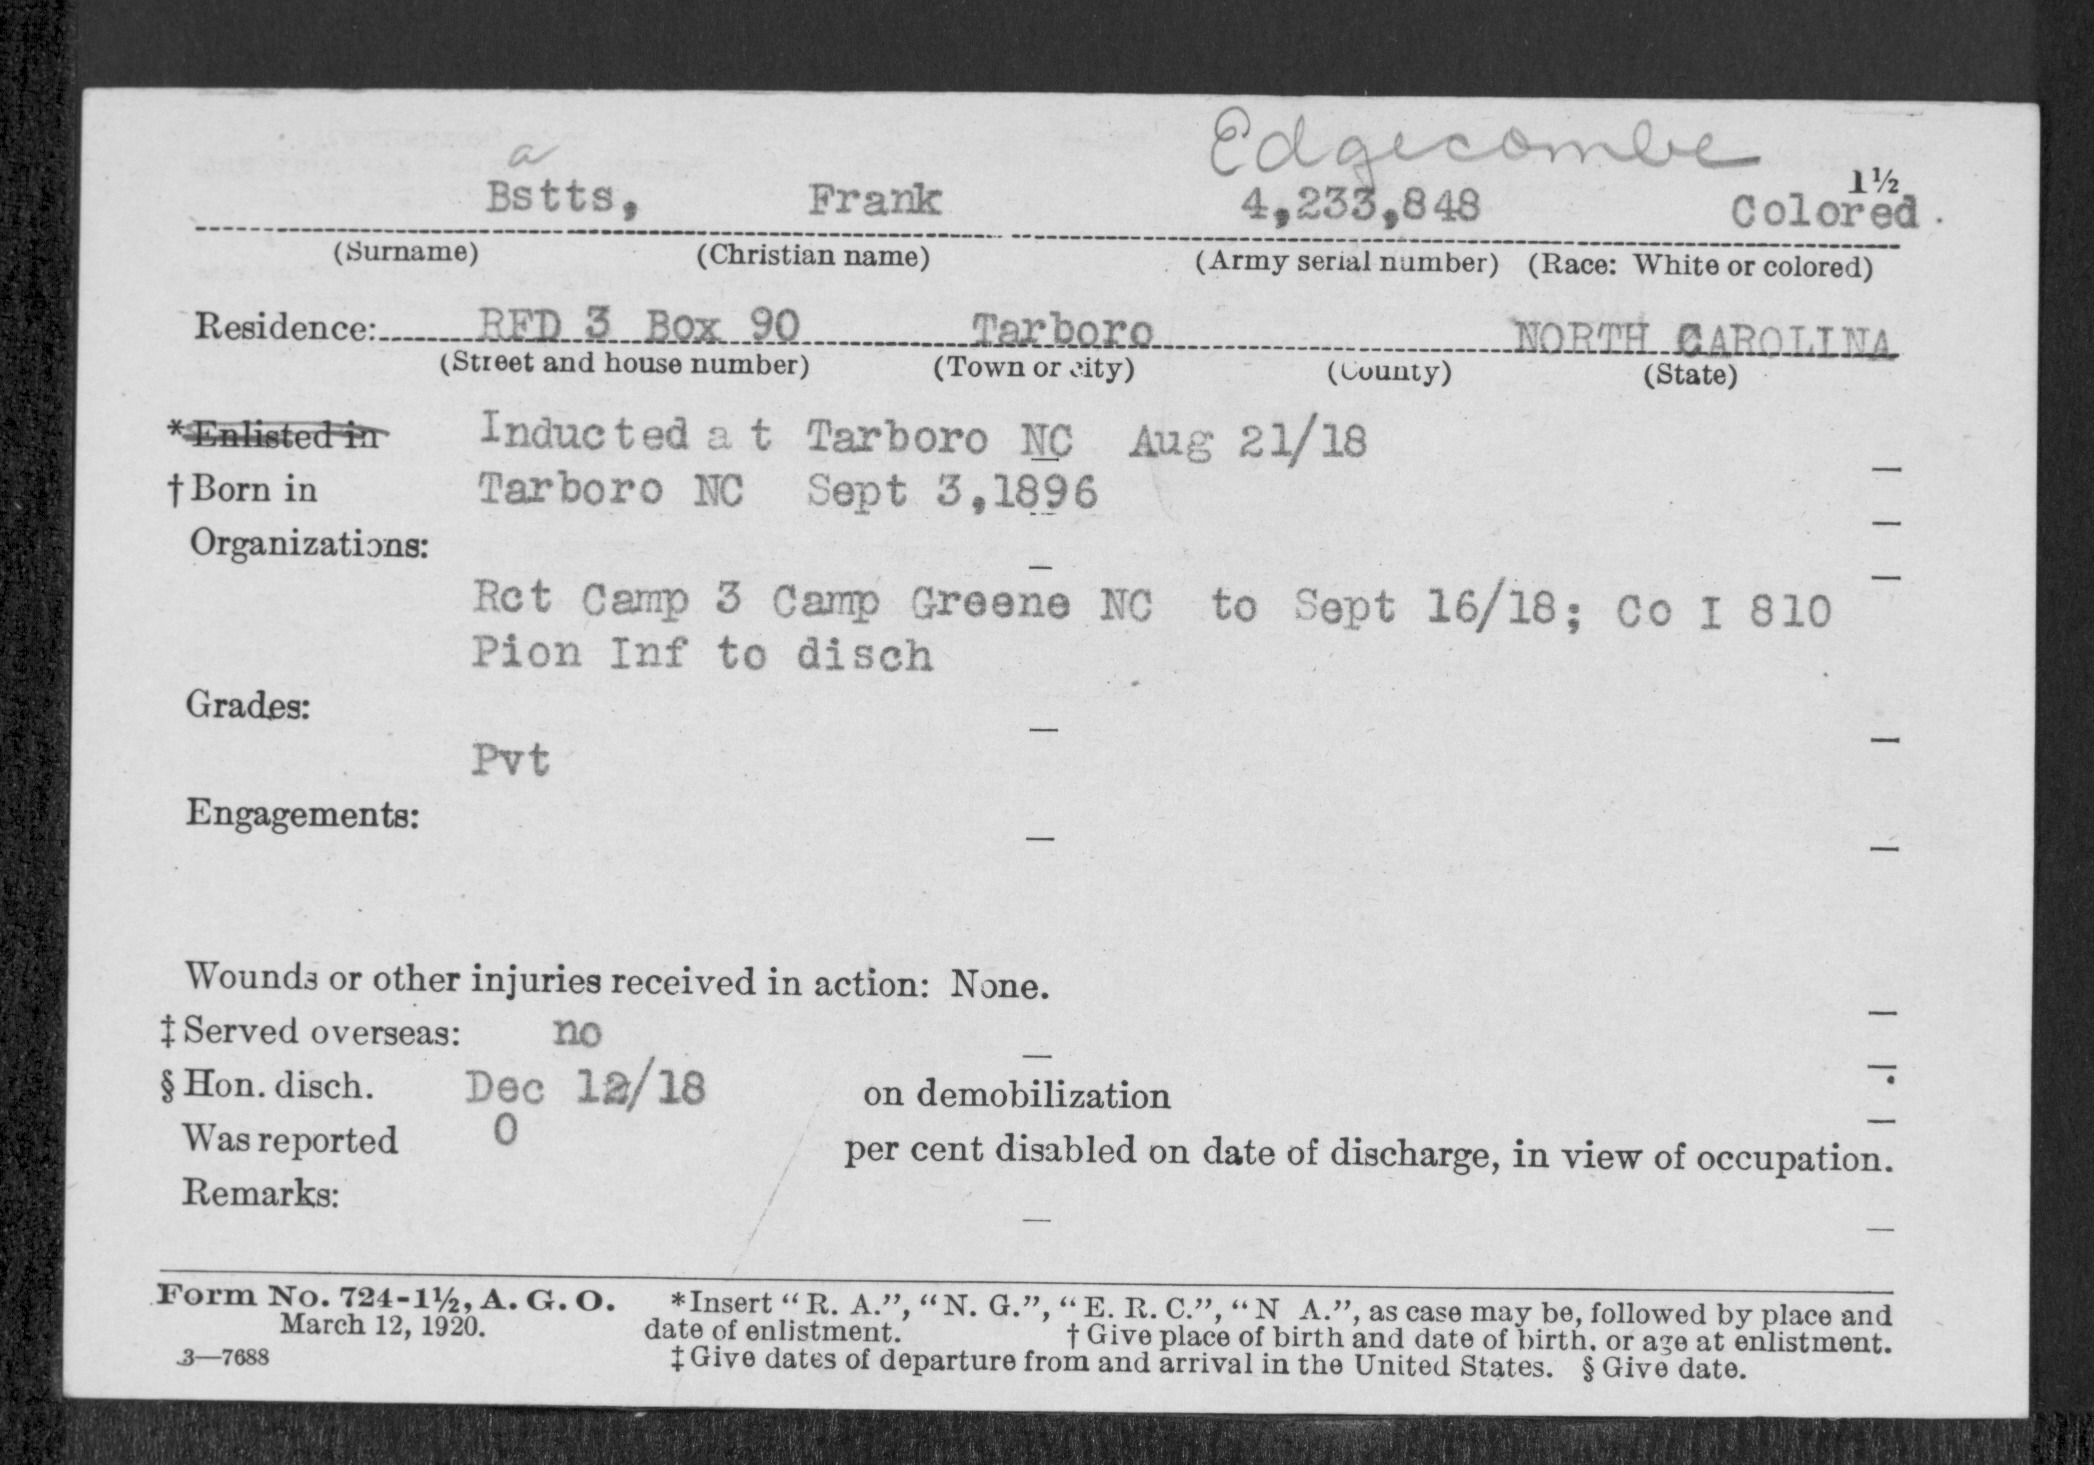 Edgecombe
a
1½
Bstts, Frank 4,233,848 Colored.
(Surname) (Christian name) (Army serial number) (Race: White or colored)
Residence: RFD 3 Box 90 Tarboro NORTH CAROLINA
(Street and house number) (Town or city) (County) (State)
*Enlisted in Inducted at Tarboro NC Aug 21/18
†Born in Tarboro NC Sept 3,1896
Organizations:
Rct Camp 3 Camp Greene NC to Sept 16/18; Co I 810
Pion Inf to disch
Grades:
Pvt
Engagements:
Wounds or other injuries received in action: None.
‡Served overseas: no
§Hon. disch. Dec 12/18 on demobilization
Was reported 0 per cent disabled on date of discharge, in view of occupation.
Remarks:
Form No. 724-1½, A. G. O. *Insert "R. A.", "N. G.", "E. R. C.", "N A.", as case may be, followed by place and
March 12, 1920. date of enlistment. †Give place of birth and date of birth, or age at enlistment.
3—7688 ‡Give dates of departure from and arrival in the United States. §Give date.